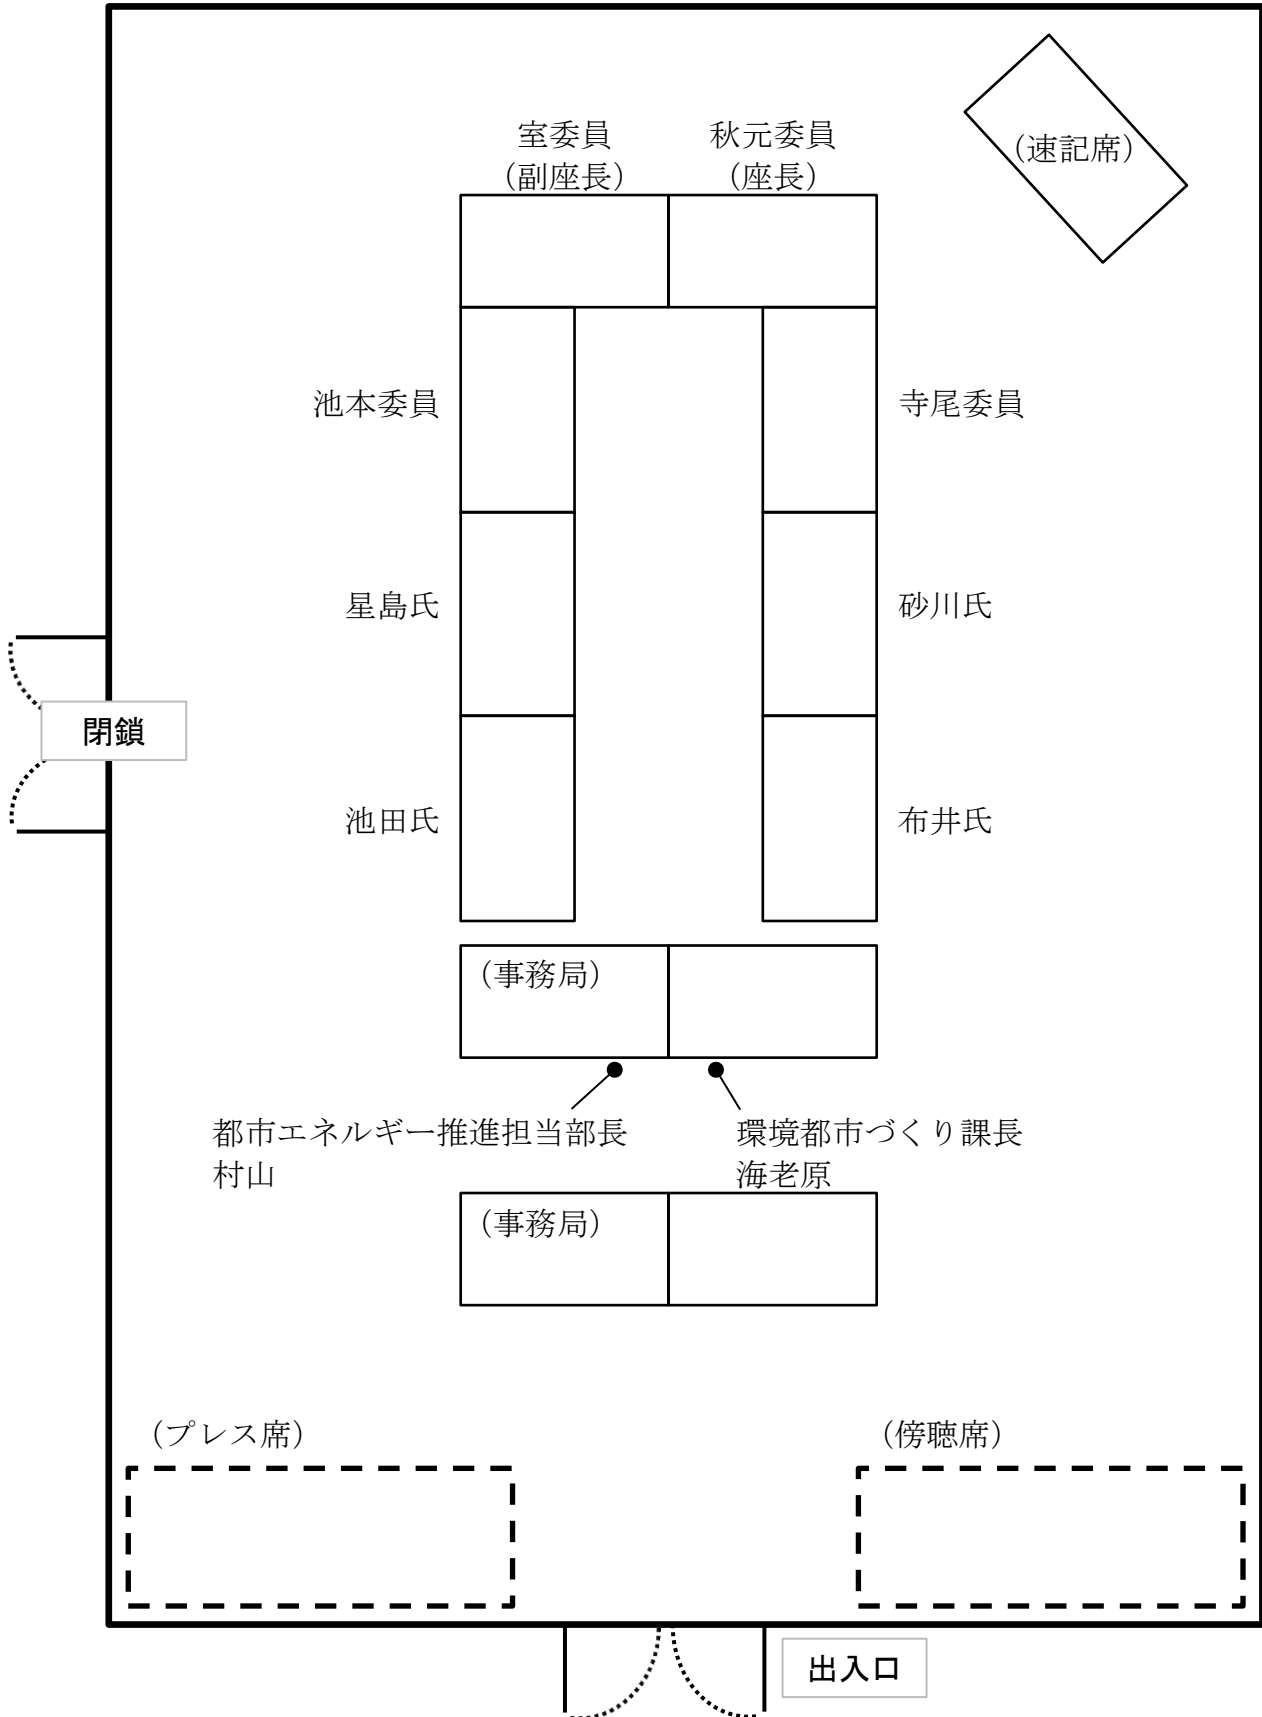 室委員
（副座長）
秋元委員
（座長）
（速記席）
池本委員
寺尾委員
星島氏
砂川氏
閉鎖
池田氏
布井氏
（事務局）
都市エネルギー推進担当部長
村山
環境都市づくり課長
海老原
（事務局）
（プレス席）
（傍聴席）
出入口